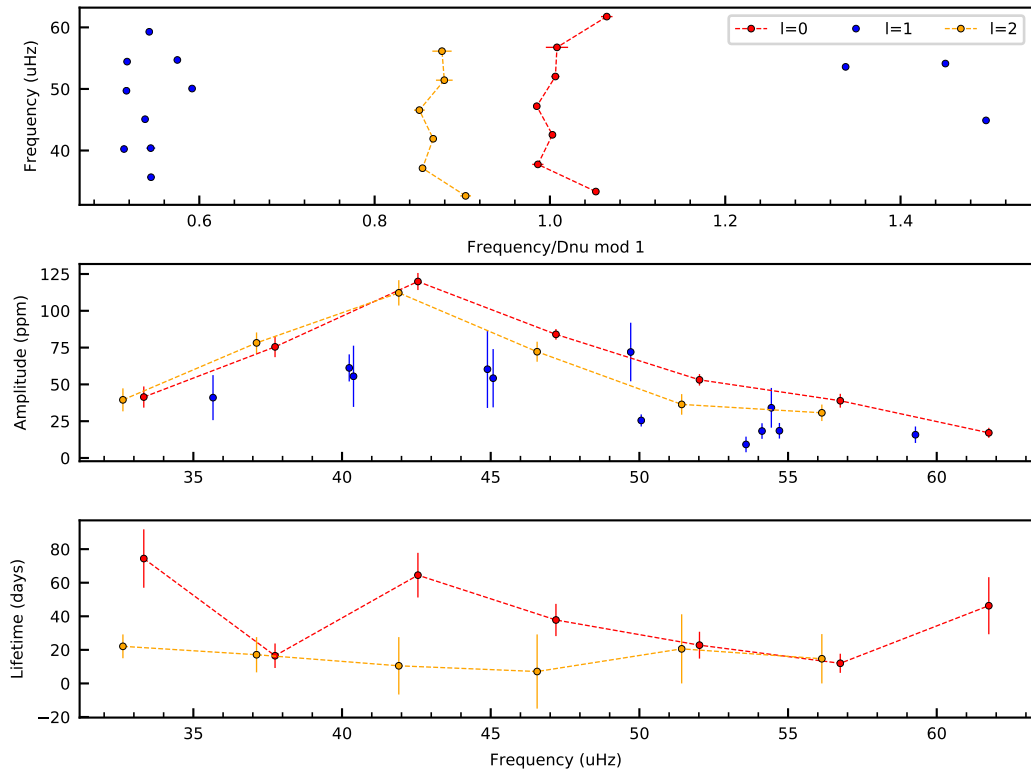 60
50
40
Frequency (uHz)
l=0 l=1 l=2
0.6 0.8 1.0 1.2 1.4
Frequency/Dnu mod 1
125
100
75
50
25
0
Amplitude (ppm)
35 40 45 50 55 60
80
60
40
20
0
−20
Lifetime (days)
35 40 45 50 55 60
Frequency (uHz)